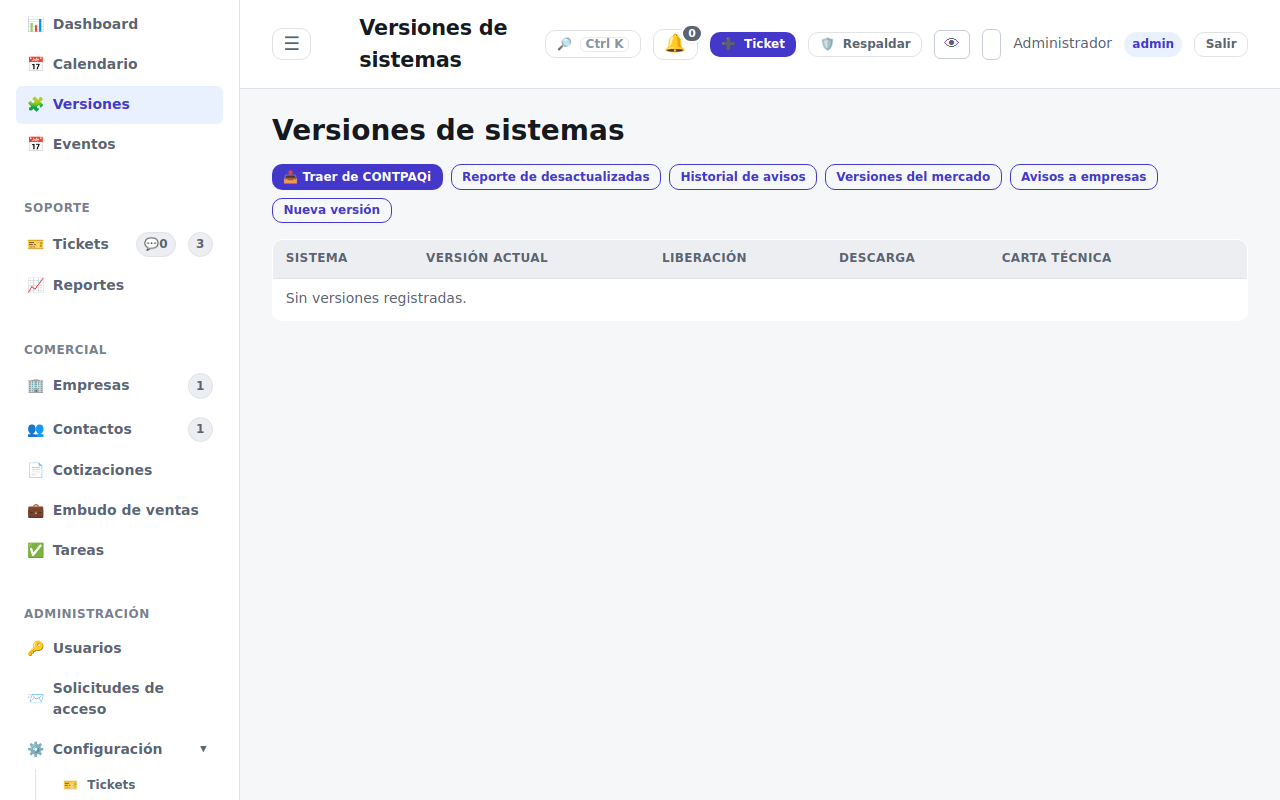 Dashboard
Calendario
Versiones
Eventos
SOPORTE
Tickets 0 3
Reportes
COMERCIAL
Empresas 1
Contactos 1
Cotizaciones
Embudo de ventas
Tareas
ADMINISTRACIÓN
Usuarios
Solicitudes de
acceso
Configuración
Tickets
Versiones de
sistemas
Ctrl K
0
Ticket
Respaldar
Administrador
admin
Salir
Versiones de sistemas
Traer de CONTPAQi
Reporte de desactualizadas
Historial de avisos
Versiones del mercado
Avisos a empresas
Nueva versión
SISTEMA VERSIÓN ACTUAL LIBERACIÓN DESCARGA CARTA TÉCNICA
Sin versiones registradas.